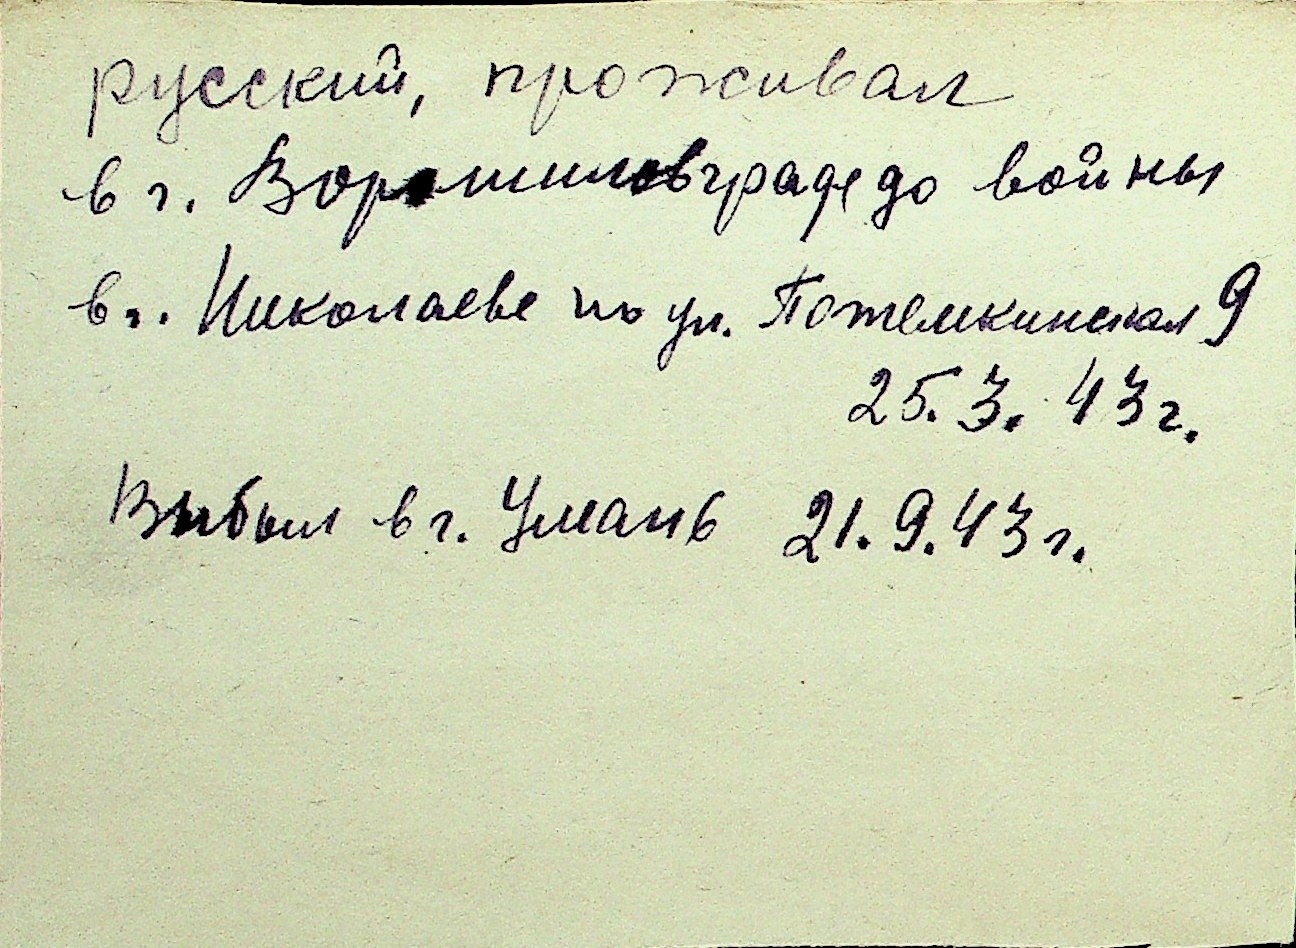 русский, проживал
в г. Ворошиловграде до войны
в г. Николаеве по ул. Потемкинская 9
25.3.43г.
Выбыл в г. Умань 21.9.43г.